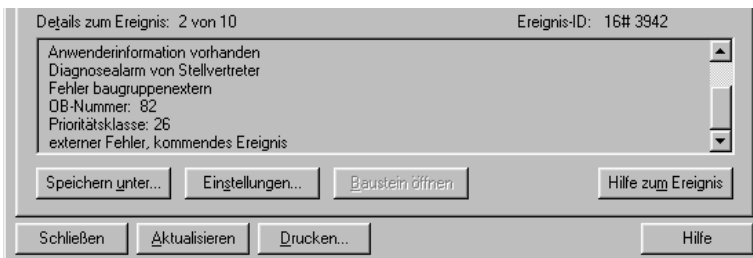 Details zum Ereignis: 2 von 10 Ereignis-ID: 16# 3942
Anwenderinformation vorhanden
Diagnosealarm von Stellvertreter
Fehler baugruppenextern
OB-Nummer: 82
Prioritätsklasse: 26
externer Fehler, kommendes Ereignis
Speichern unter... Einstellungen... Baustein öffnen Hilfe zum Ereignis
Schließen Aktualisieren Drucken... Hilfe